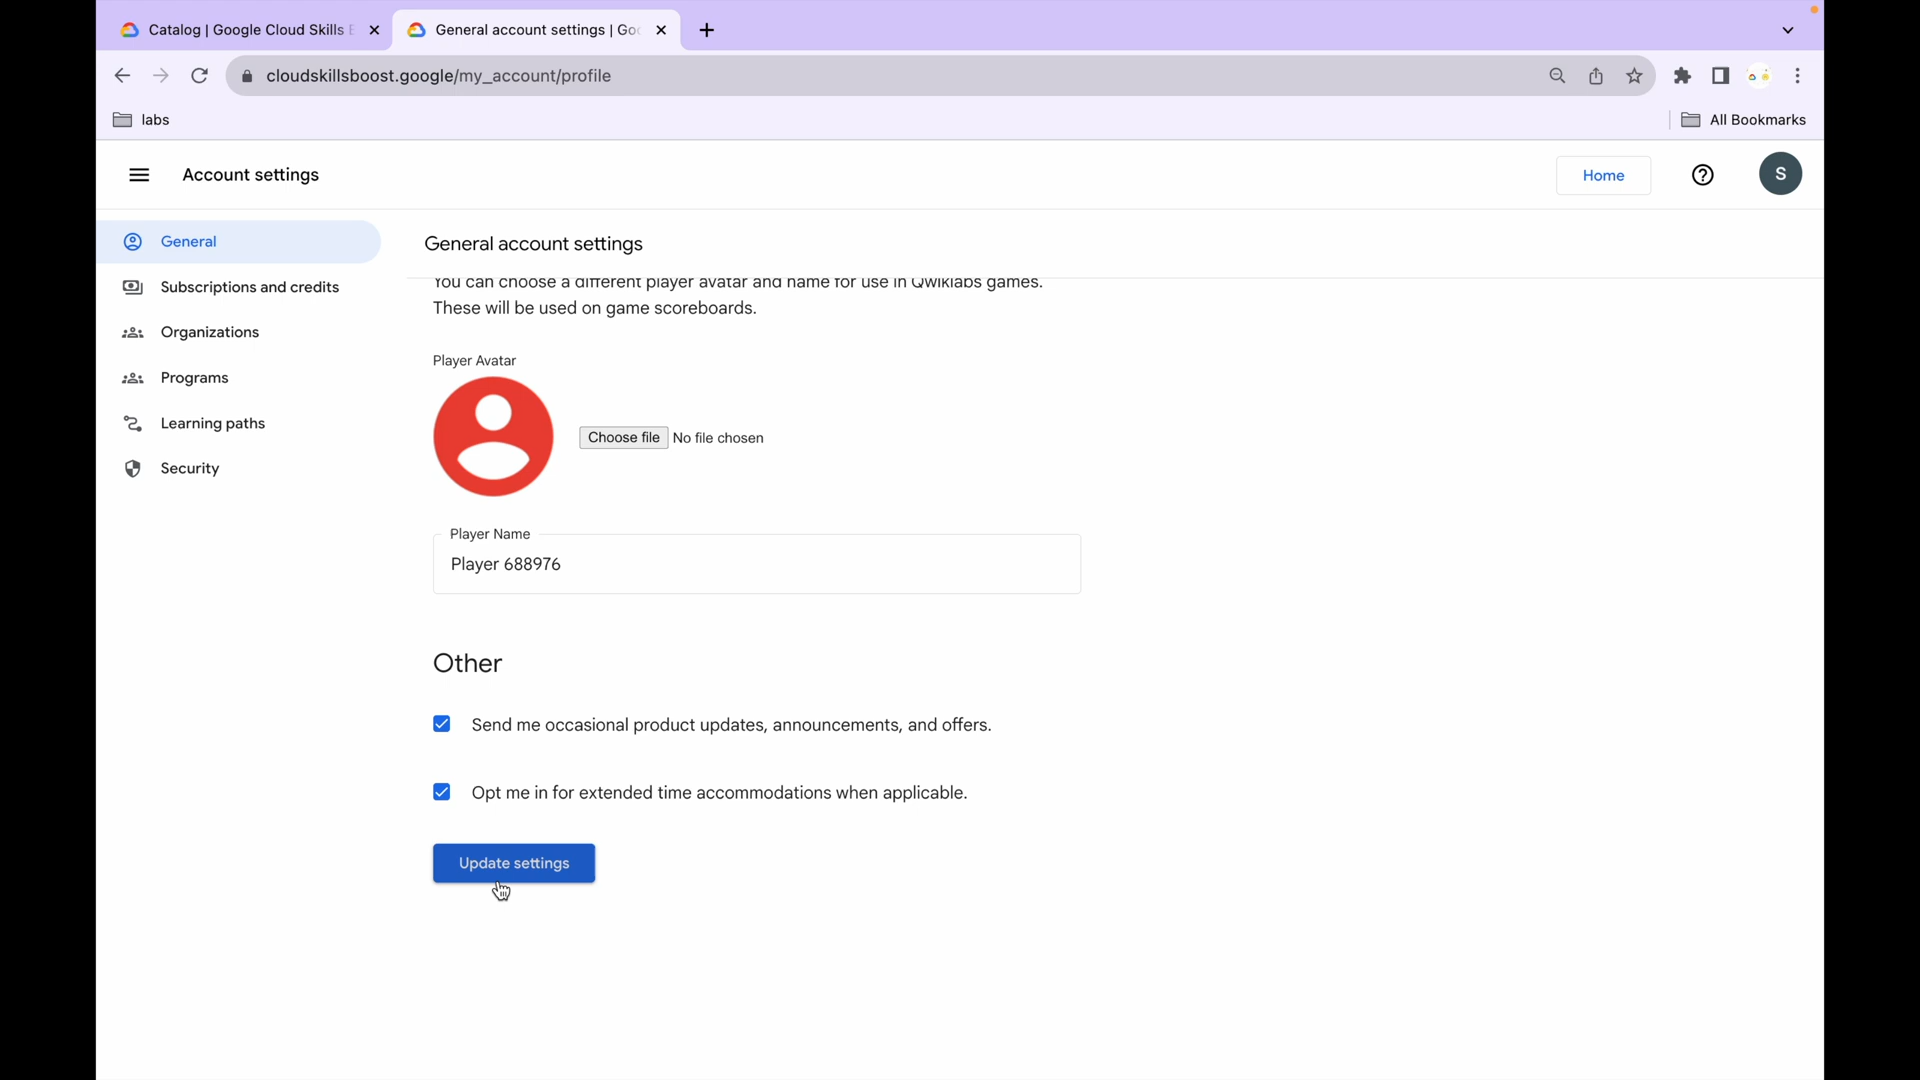 Catalog | Google Cloud Skills
General account settings | Goo
cloudskillsboost.google/my_account/profile
labs
All Bookmarks
Account settings
Home
S
General
Subscriptions and credits
Organizations
Programs
Learning paths
Security
General account settings
You can choose a different player avatar and name for use in Qwiklabs games.
These will be used on game scoreboards.
Player Avatar
Choose file No file chosen
Player Name
Player 688976
Other
Send me occasional product updates, announcements, and offers.
Opt me in for extended time accommodations when applicable.
Update settings